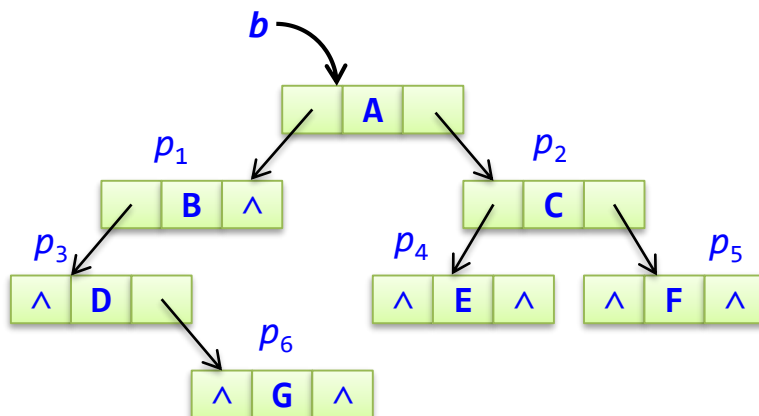 b
A
p₁ p₂
B ∧ C
p₃ p₄ p₅
∧ D ∧ E ∧ ∧ F ∧
p₆
∧ G ∧